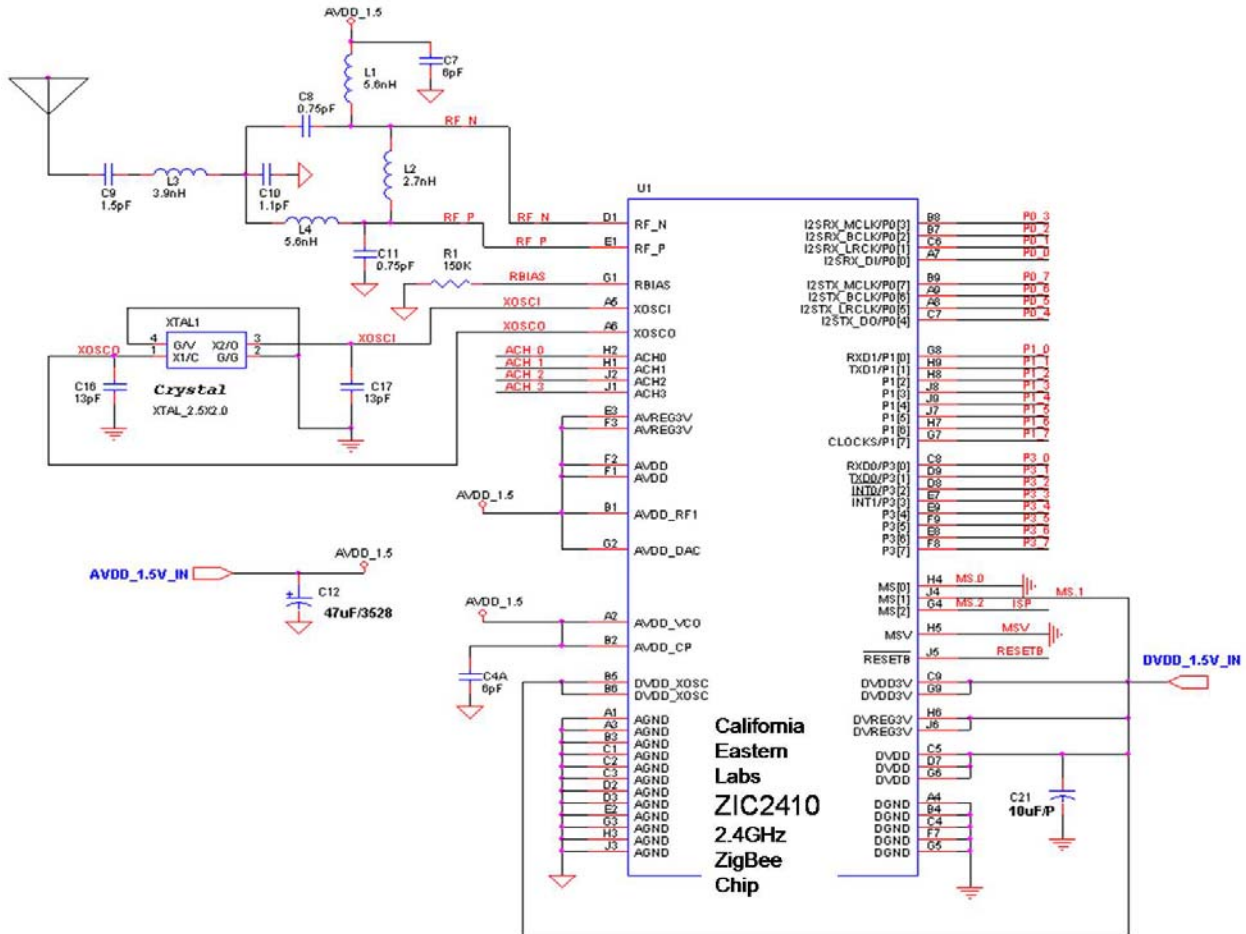 AVDD_1.5
C7
6pF
L1
5.6nH
C8
0.75pF
RF_N
L2
2.7nH
C9
1.5pF
L3
3.9nH
C10
1.1pF
L4
5.6nH
RF_P
C11
0.75pF
RF_N
RF_P
R1
150K
RBIAS
XOSCI
XOSCO
XTAL1
4 G/V X2/O 3
1 X1/C G/G 2
XOSCI
XOSCO
Crystal
XTAL_2.5X2.0
C16
13pF
C17
13pF
ACH_0
ACH_1
ACH_2
ACH_3
AVDD_1.5
AVDD_1.5V_IN
AVDD_1.5
C12
47uF/3528
AVDD_1.5
C4A
6pF
U1
D1 RF_N
E1 RF_P
G1 RBIAS
A5 XOSCI
A6 XOSCO
H2 ACH0
H1 ACH1
J2 ACH2
J1 ACH3
E3 AVREG3V
F3 AVREG3V
F2 AVDD
F1 AVDD
B1 AVDD_RF1
G2 AVDD_DAC
A2 AVDD_VCO
B2 AVDD_CP
B5 DVDD_XOSC
B6 DVDD_XOSC
A1 AGND
A3 AGND
B3 AGND
C1 AGND
C2 AGND
C3 AGND
D2 AGND
D3 AGND
E2 AGND
G3 AGND
H3 AGND
J3 AGND
California
Eastern
Labs
ZIC2410
2.4GHz
ZigBee
Chip
I2SRX_MCLK/P0[3] B8 P0_3
I2SRX_BCLK/P0[2] B7 P0_2
I2SRX_LRCK/P0[1] C6 P0_1
I2SRX_DI/P0[0] A7 P0_0
I2STX_MCLK/P0[7] B9 P0_7
I2STX_BCLK/P0[6] A9 P0_6
I2STX_LRCLK/P0[5] A8 P0_5
I2STX_DO/P0[4] C7 P0_4
RXD1/P1[0] G8 P1_0
TXD1/P1[1] H9 P1_1
P1[2] H8 P1_2
P1[3] J8 P1_3
P1[4] J9 P1_4
P1[5] J7 P1_5
P1[6] H7 P1_6
CLOCKS/P1[7] G7 P1_7
RXD0/P3[0] C8 P3_0
TXD0/P3[1] D9 P3_1
INT0/P3[2] D8 P3_2
INT1/P3[3] E7 P3_3
P3[4] E9 P3_4
P3[5] F9 P3_5
P3[6] E8 P3_6
P3[7] F8 P3_7
MS[0] H4 MS.0
MS[1] J4 MS.1
MS[2] G4 MS.2 ISP
MSV H5 MSV
RESETB J5 RESETB
DVDD3V C9
DVDD3V G9
DVREG3V H6
DVREG3V J6
DVDD C5
DVDD D7
DVDD G6
DGND A4
DGND B4
DGND C4
DGND F7
DGND G5
DVDD_1.5V_IN
C21
10uF/P